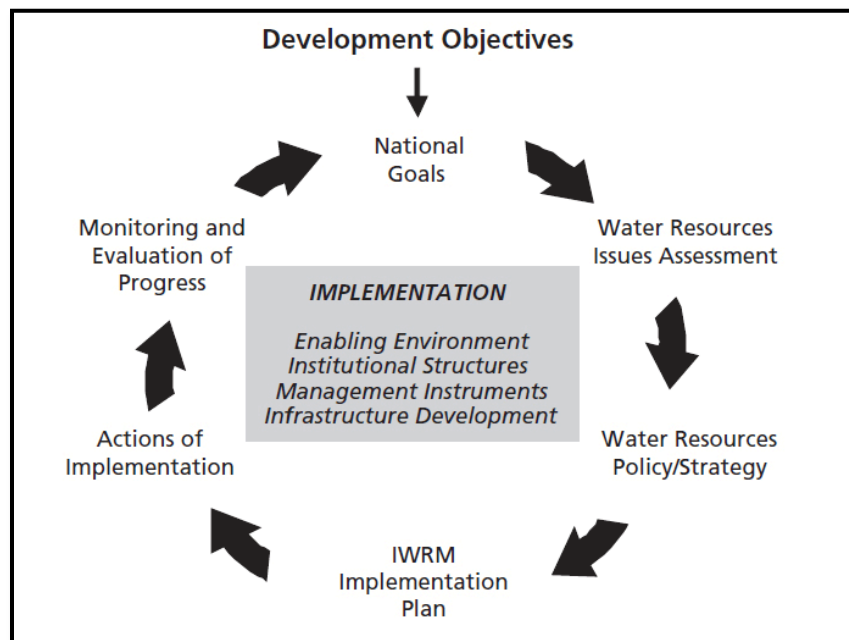 Development Objectives
National
Goals
Water Resources
Issues Assessment
Water Resources
Policy/Strategy
IWRM
Implementation
Plan
Actions of
Implementation
Monitoring and
Evaluation of
Progress
IMPLEMENTATION
Enabling Environment
Institutional Structures
Management Instruments
Infrastructure Development